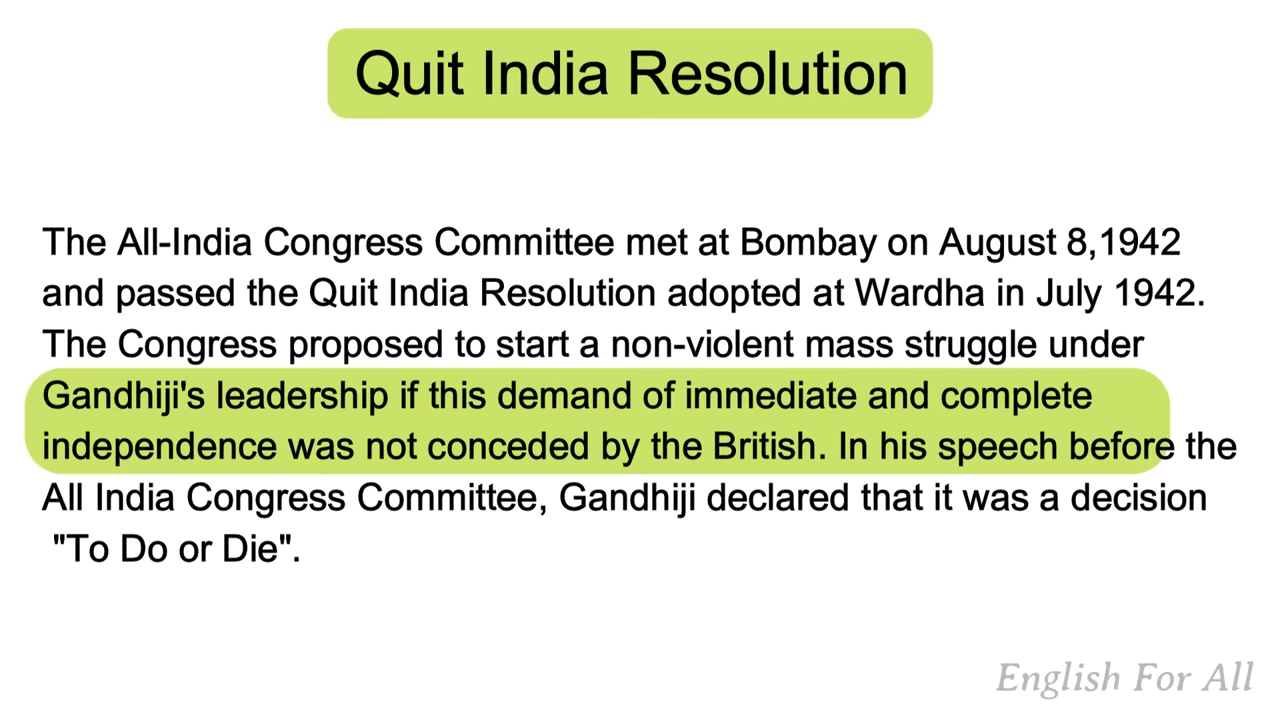 Quit India Resolution
The All-India Congress Committee met at Bombay on August 8,1942
and passed the Quit India Resolution adopted at Wardha in July 1942.
The Congress proposed to start a non-violent mass struggle under
Gandhiji's leadership if this demand of immediate and complete
independence was not conceded by the British. In his speech before the
All India Congress Committee, Gandhiji declared that it was a decision
"To Do or Die".
English For All